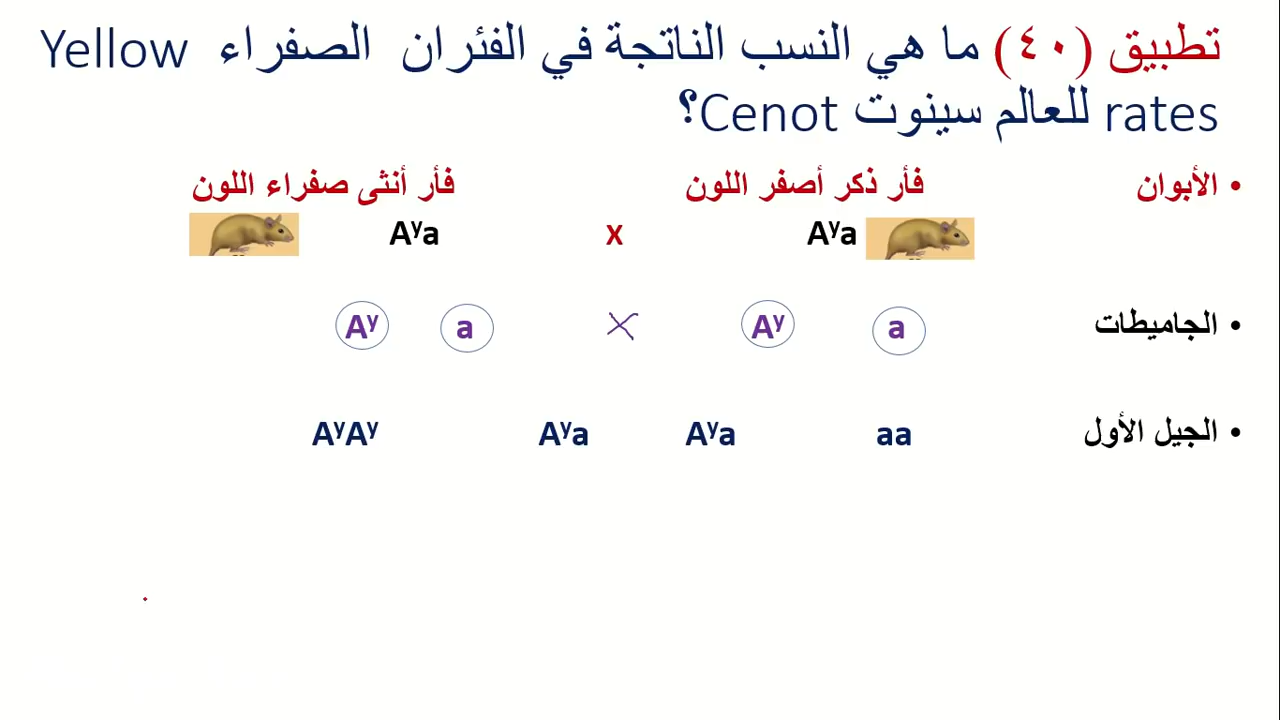 تطبيق (٤٠) ما هي النسب الناتجة في الفئران الصفراء Yellow
rates للعالم سينوت Cenot؟
• الأبوان فأر ذكر أصفر اللون فأر أنثى صفراء اللون
Aʸa x Aʸa
• الجاميطات a Aʸ X a Aʸ
• الجيل الأول aa Aʸa Aʸa AʸAʸ